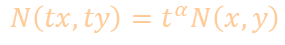 N(tx, ty) = t^α N(x, y)